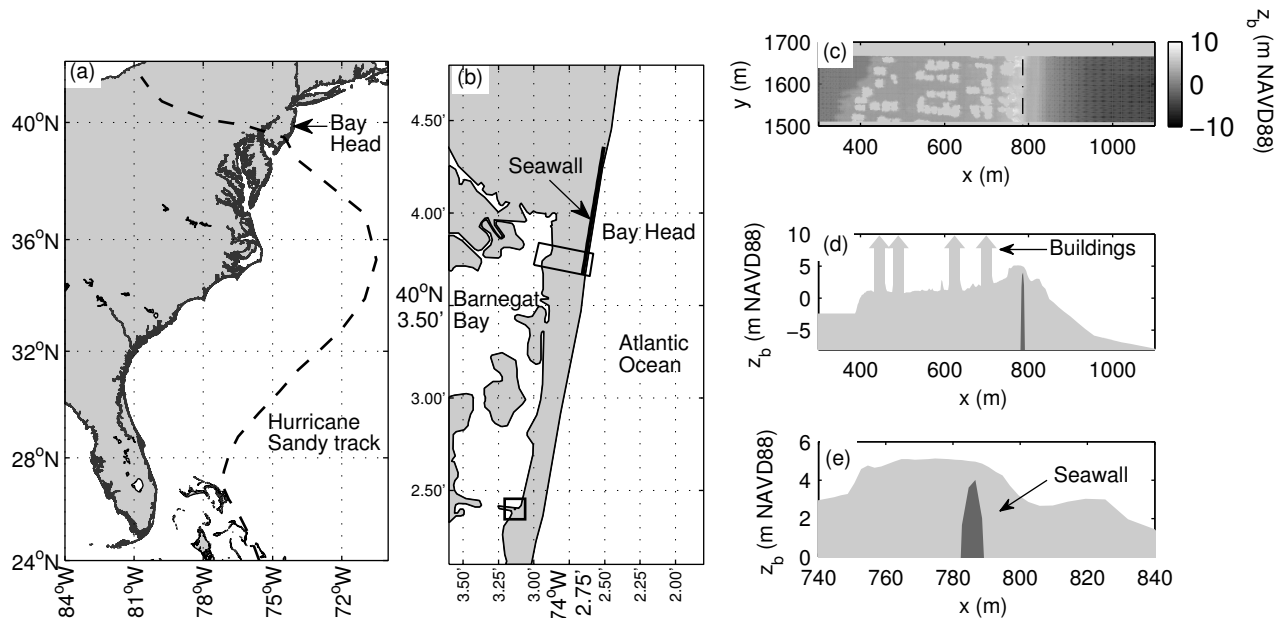 (a)
40°N
36°N
32°N
28°N
24°N
84°W
81°W
78°W
75°W
72°W
Bay
Head
Hurricane
Sandy track
(b)
4.50'
4.00'
40°N
3.50'
3.00'
2.50'
Seawall
Bay Head
Barnegat
Bay
Atlantic
Ocean
3.50'
3.25'
3.00'
2.50'
74°W
2.75'
2.50'
2.25'
2.00'
(c)
1700
1600
1500
y (m)
400
600
800
1000
x (m)
10
0
−10
z_b (m NAVD88)
(d)
10
5
0
−5
z_b (m NAVD88)
Buildings
400
600
800
1000
x (m)
(e)
6
4
2
0
z_b (m NAVD88)
Seawall
740
760
780
800
820
840
x (m)